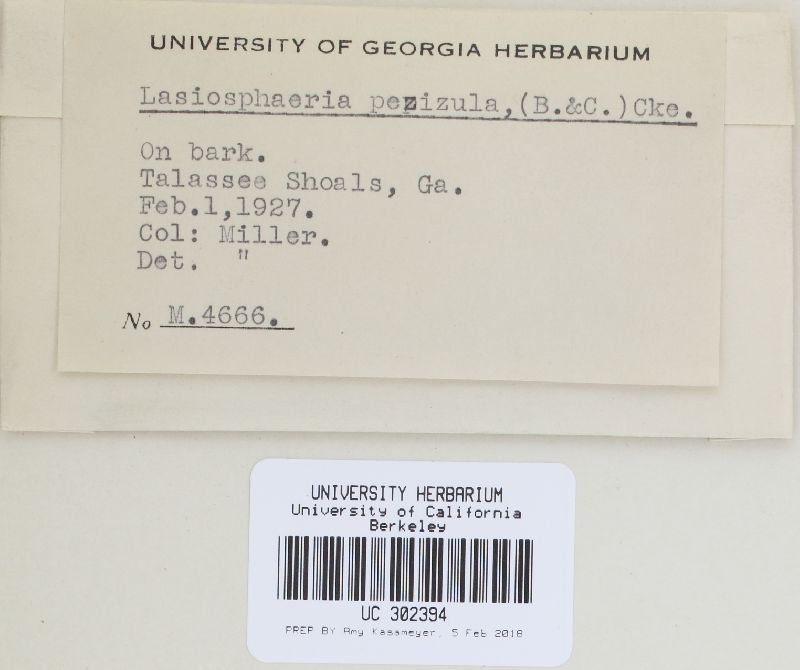 UNIVERSITY OF GEORGIA HERBARIUM
Lasiosphaeria pezizula,(B.&C.)Cke.
On bark.
Talassee Shoals, Ga.
Feb.1,1927.
Col: Miller.
Det. "
No M.4666.
UNIVERSITY HERBARIUM
University of California
Berkeley
UC 302394
PREP BY Amy Kasameyer, 5 Feb 2018